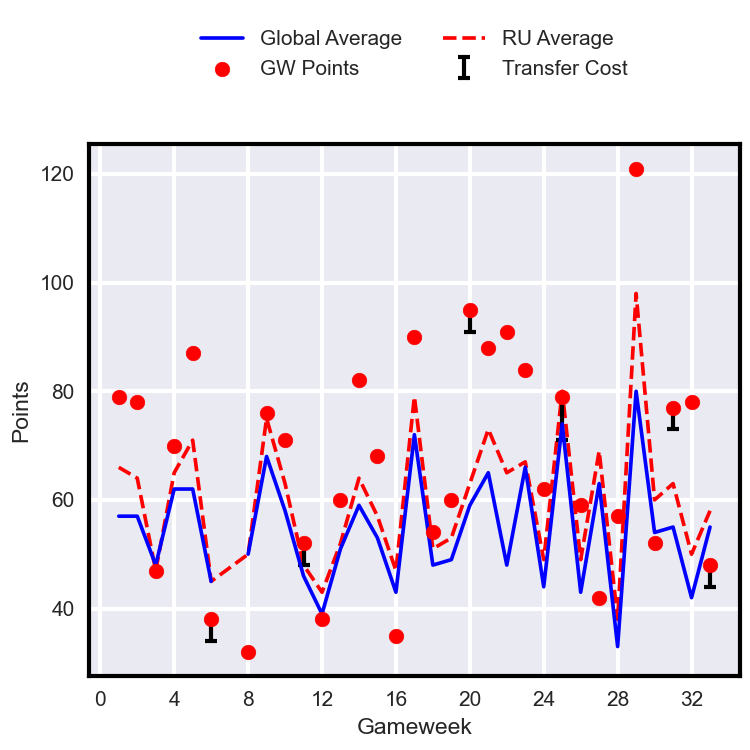 Global Average
RU Average
GW Points
Transfer Cost
120
100
80
60
40
Points
0 4 8 12 16 20 24 28 32
Gameweek